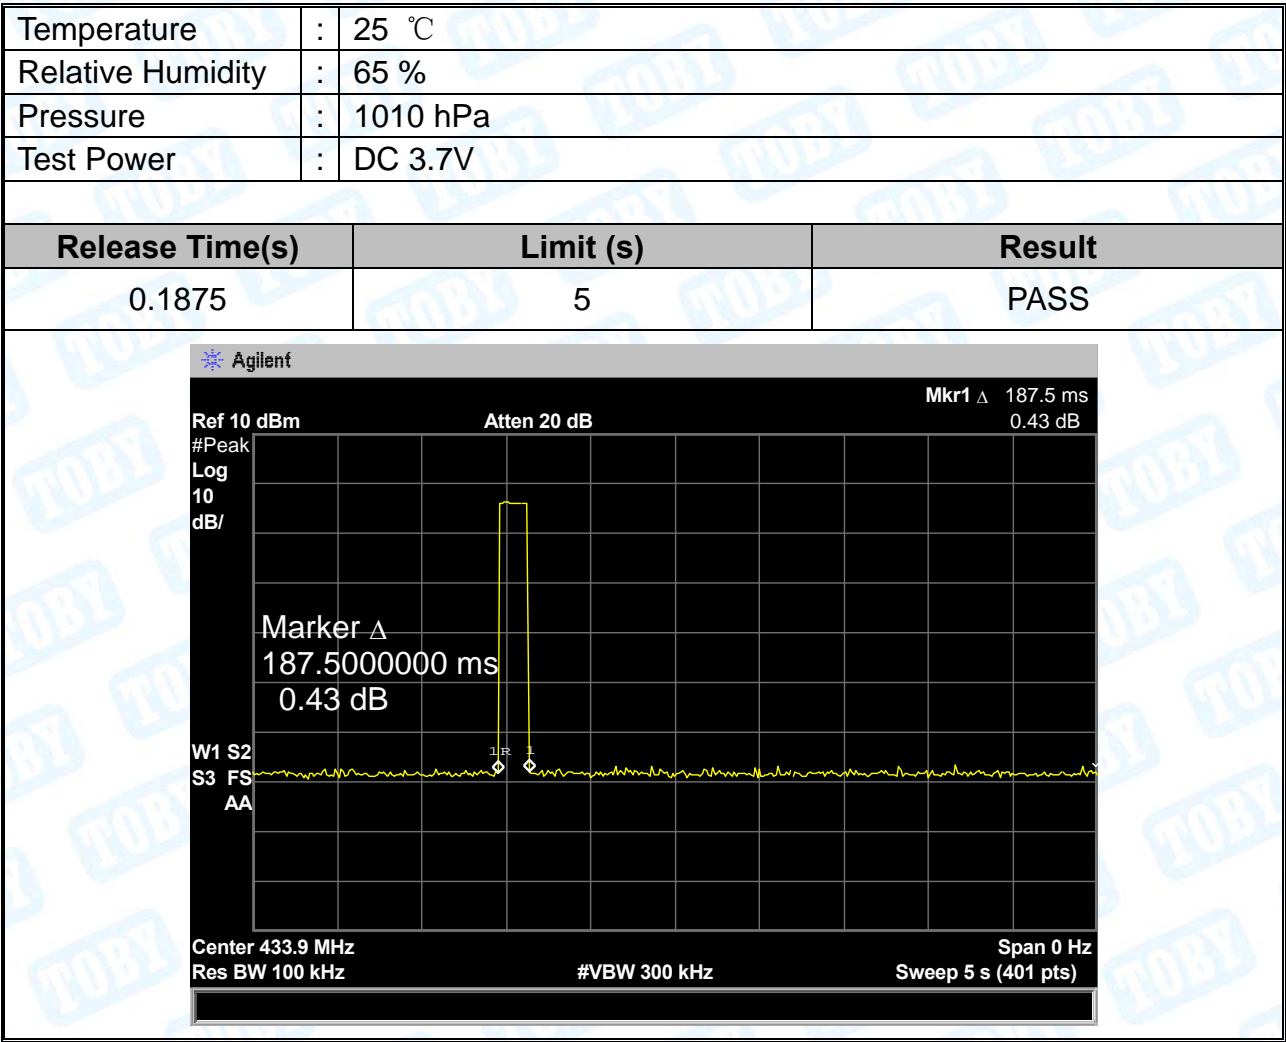 Temperature : 25 ℃
Relative Humidity : 65 %
Pressure : 1010 hPa
Test Power : DC 3.7V
Release Time(s) Limit (s) Result
0.1875 5 PASS
Agilent
Mkr1 Δ 187.5 ms
Ref 10 dBm Atten 20 dB 0.43 dB
#Peak
Log
10
dB/
Marker Δ
187.5000000 ms
0.43 dB
W1 S2
1R 1
S3 FS
AA
Center 433.9 MHz Span 0 Hz
Res BW 100 kHz #VBW 300 kHz Sweep 5 s (401 pts)
TOBY